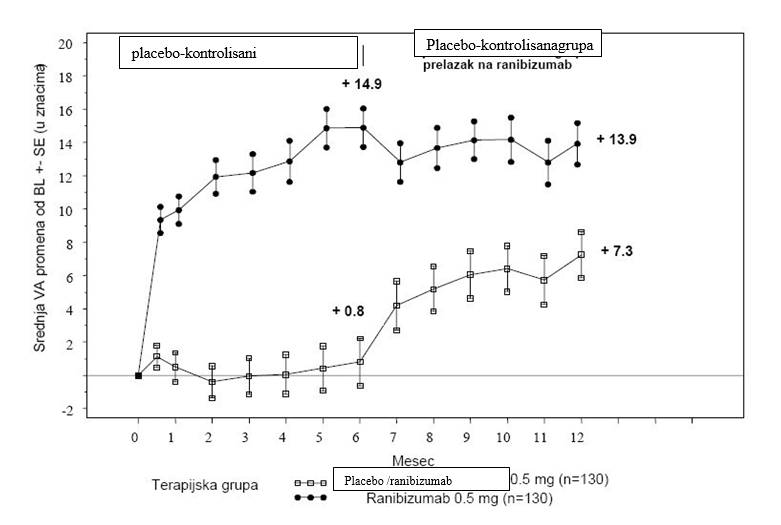 placebo-kontrolisani
Placebo-kontrolisanagrupa
prelazak na ranibizumab
Srednja VA promena od BL +- SE (u znacima)
20
18
16
14
12
10
8
6
4
2
0
-2
+ 14.9
+ 13.9
+ 7.3
+ 0.8
0 1 2 3 4 5 6 7 8 9 10 11 12
Mesec
Terapijska grupa
Placebo /ranibizumab 0.5 mg (n=130)
Ranibizumab 0.5 mg (n=130)